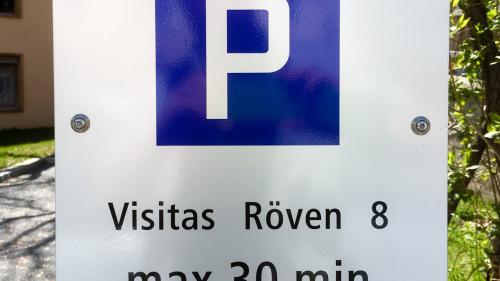 P
Visitas Röven 8
max 30 min